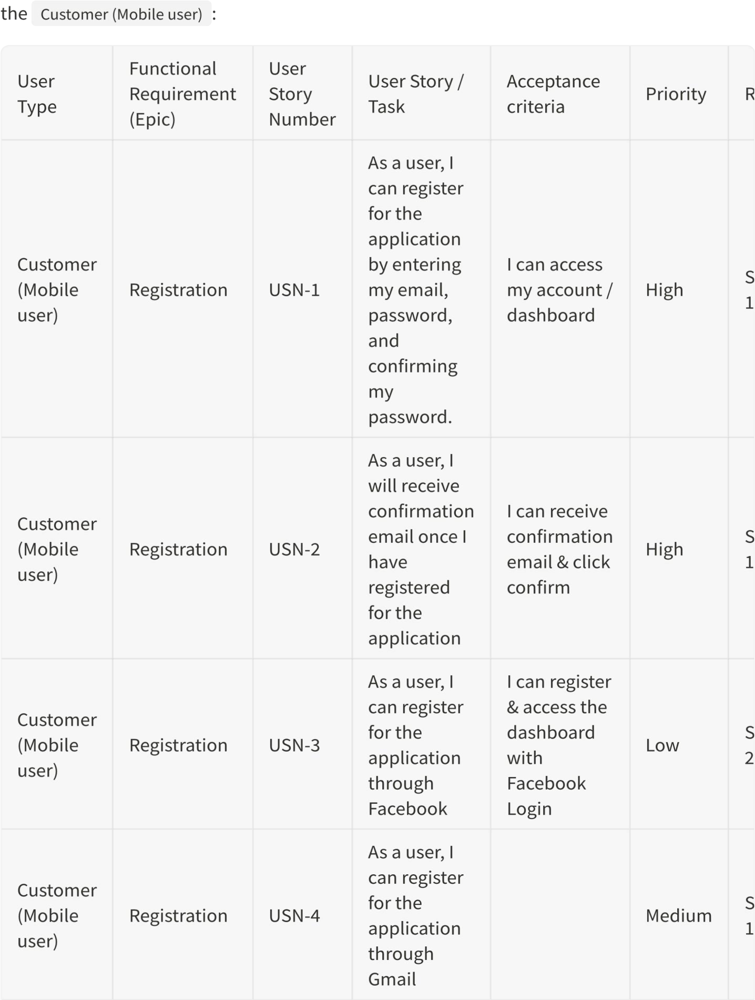 the Customer (Mobile user) :
User
Type
Functional
Requirement
(Epic)
User
Story
Number
User Story /
Task
Acceptance
criteria
Priority
R
Customer
(Mobile
user)
Registration
USN-1
As a user, I
can register
for the
application
by entering
my email,
password,
and
confirming
my
password.
I can access
my account /
dashboard
High
S
1
Customer
(Mobile
user)
Registration
USN-2
As a user, I
will receive
confirmation
email once I
have
registered
for the
application
I can receive
confirmation
email & click
confirm
High
S
1
Customer
(Mobile
user)
Registration
USN-3
As a user, I
can register
for the
application
through
Facebook
I can register
& access the
dashboard
with
Facebook
Login
Low
S
2
Customer
(Mobile
user)
Registration
USN-4
As a user, I
can register
for the
application
through
Gmail
Medium
S
1